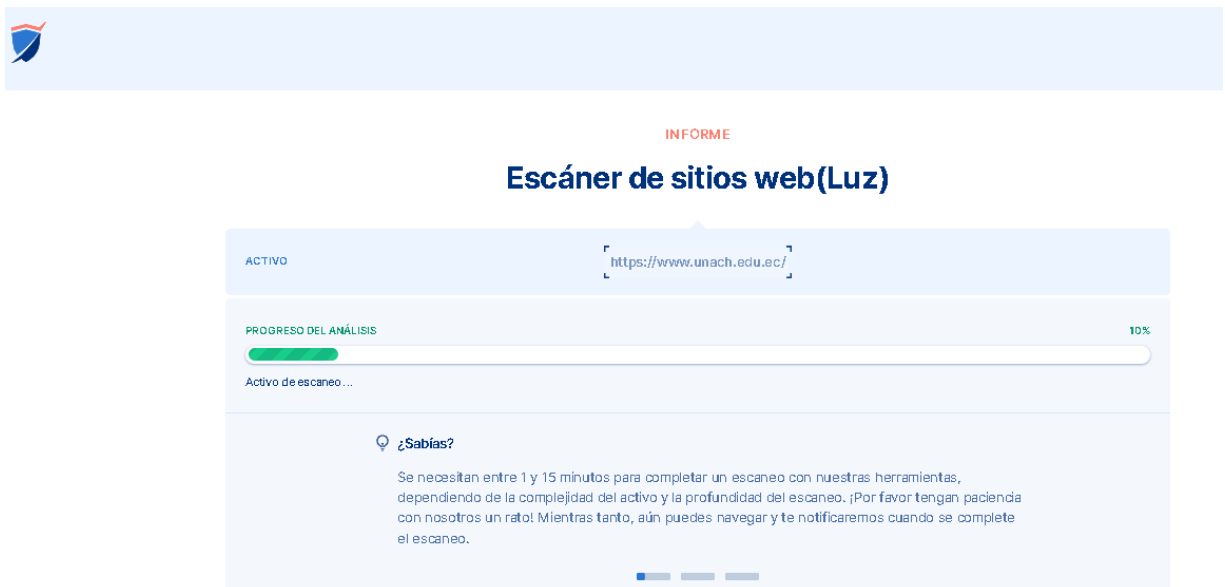 INFORME
Escáner de sitios web(Luz)
ACTIVO
https://www.unach.edu.ec/
PROGRESO DEL ANÁLISIS
10%
Activo de escaneo...
¿Sabías?
Se necesitan entre 1 y 15 minutos para completar un escaneo con nuestras herramientas,
dependiendo de la complejidad del activo y la profundidad del escaneo. ¡Por favor tengan paciencia
con nosotros un rato! Mientras tanto, aún puedes navegar y te notificaremos cuando se complete
el escaneo.